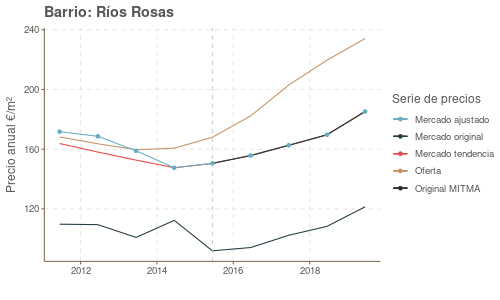 Barrio: Ríos Rosas
Precio anual €/m²
240
200
160
120
2012
2014
2016
2018
Serie de precios
Mercado ajustado
Mercado original
Mercado tendencia
Oferta
Original MITMA